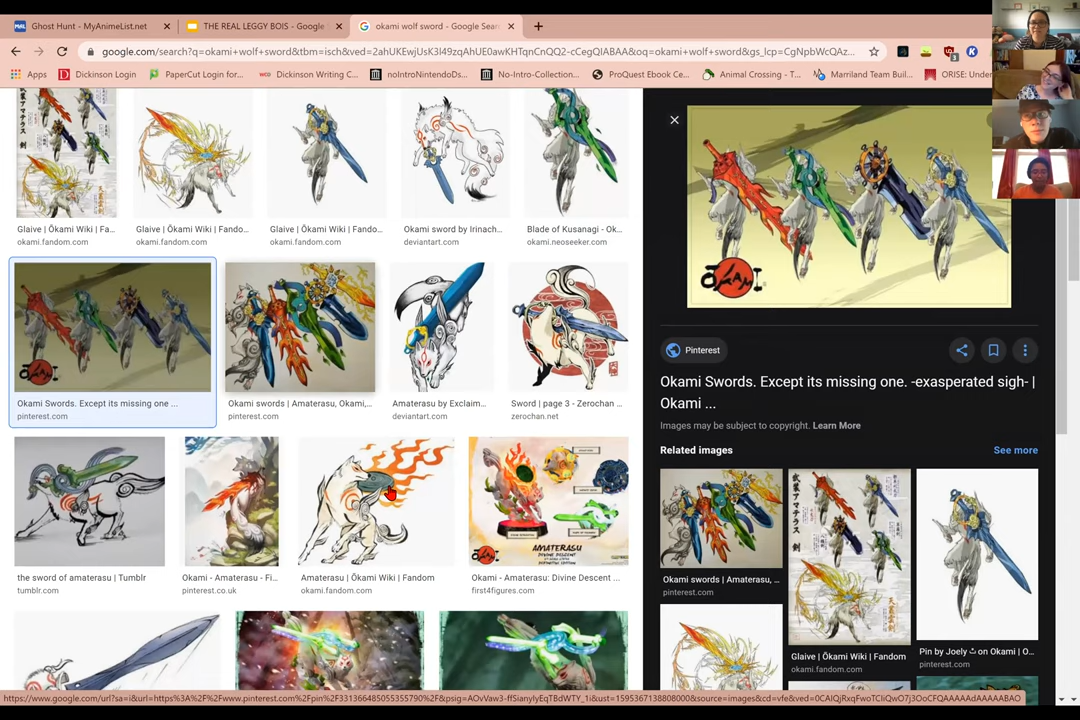 Ghost Hunt - MyAnimeList.net
THE REAL LEGGY BOIS - Google
okami wolf sword - Google Sear
google.com/search?q=okami+wolf+sword&tbm=isch&ved=2ahUKEwjUsK3l49zqAhUE0awKHTqnCnQQ2-cCegQIABAA&oq=okami+wolf+sword&gs_lcp=CgNpbWcQAz...
Apps
Dickinson Login
PaperCut Login for...
Dickinson Writing C...
noIntroNintendoDs...
No-Intro-Collection...
ProQuest Ebook Ce...
Animal Crossing - T...
Marriland Team Buil...
ORISE: Under
Glaive | Ōkami Wiki | Fa...
okami.fandom.com
Glaive | Ōkami Wiki | Fando...
okami.fandom.com
Glaive | Ōkami Wiki | Fando...
okami.fandom.com
Okami sword by Irinach...
deviantart.com
Blade of Kusanagi - Ok...
okami.neoseeker.com
Okami Swords. Except its missing one ...
pinterest.com
Okami swords | Amaterasu, Okami,...
pinterest.com
Amaterasu by Exclaim...
deviantart.com
Sword | page 3 - Zerochan ...
zerochan.net
the sword of amaterasu | Tumblr
tumblr.com
Okami - Amaterasu - Fi...
pinterest.co.uk
Amaterasu | Ōkami Wiki | Fandom
okami.fandom.com
AMATERASU
Okami - Amaterasu: Divine Descent ...
first4figures.com
ŌKAMI
Pinterest
Okami Swords. Except its missing one. -exasperated sigh- |
Okami ...
Images may be subject to copyright. Learn More
Related images
See more
Okami swords | Amaterasu, ...
pinterest.com
Glaive | Ōkami Wiki | Fandom
okami.fandom.com
Pin by Joely on Okami | O...
pinterest.com